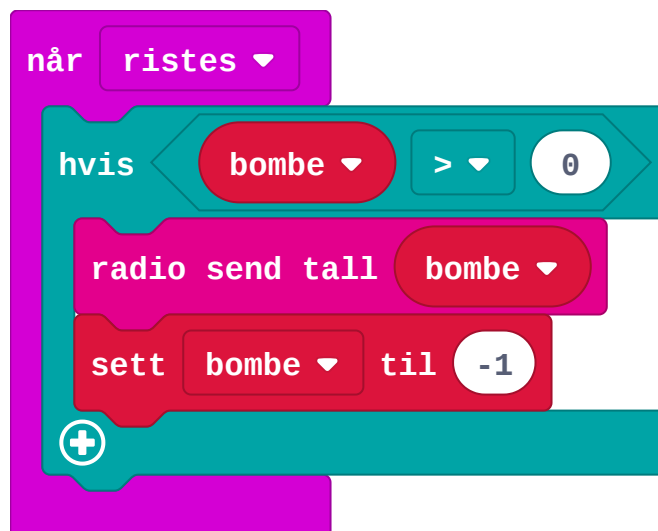 når ristes
hvis bombe > 0
radio send tall bombe
sett bombe til -1